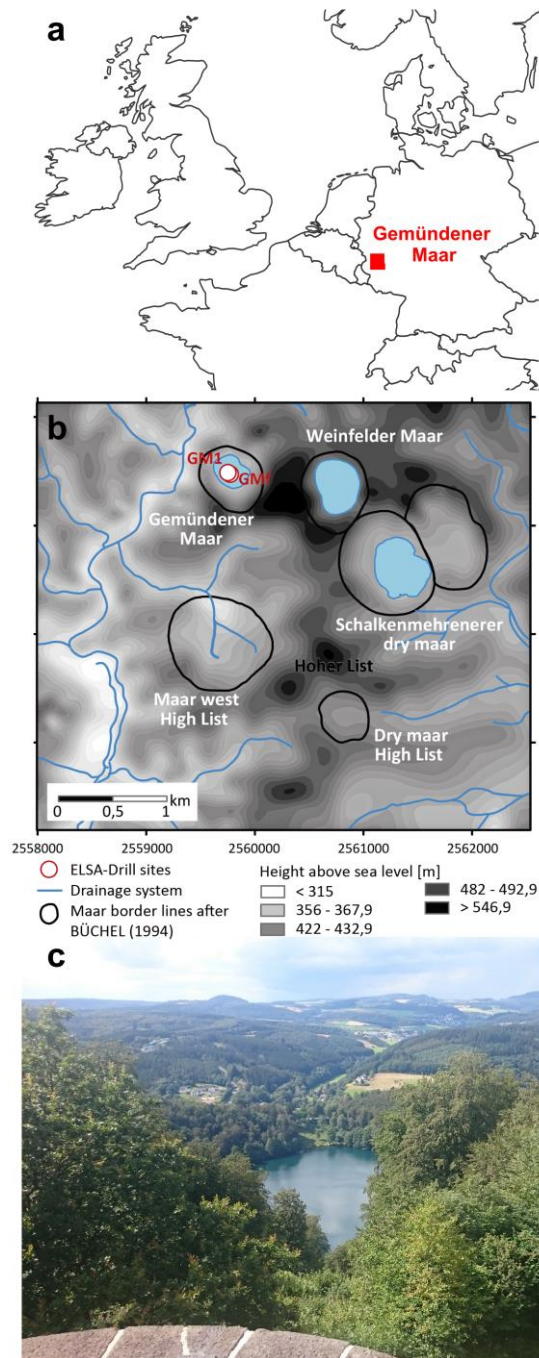 a
Gemündener
Maar
b
Weinfelder Maar
GM1
GMf
Gemündener
Maar
Schalkenmehrenerer
dry maar
Hoher List
Maar west
High List
Dry maar
High List
0 0,5 1 km
2558000 2559000 2560000 2561000 2562000
ELSA-Drill sites
Drainage system
Maar border lines after
BÜCHEL (1994)
Height above sea level [m]
< 315
356 - 367,9
422 - 432,9
482 - 492,9
> 546,9
c